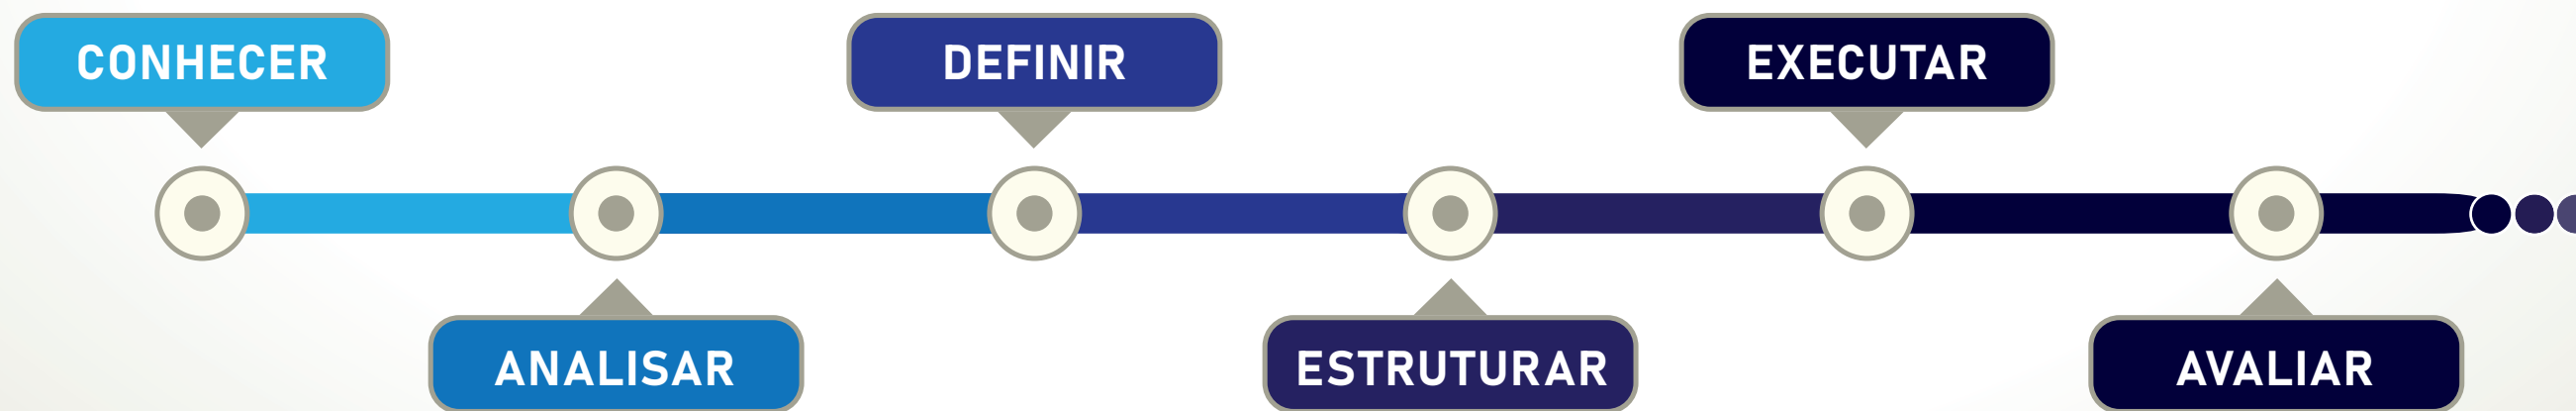 CONHECER
ANALISAR
DEFINIR
ESTRUTURAR
EXECUTAR
AVALIAR